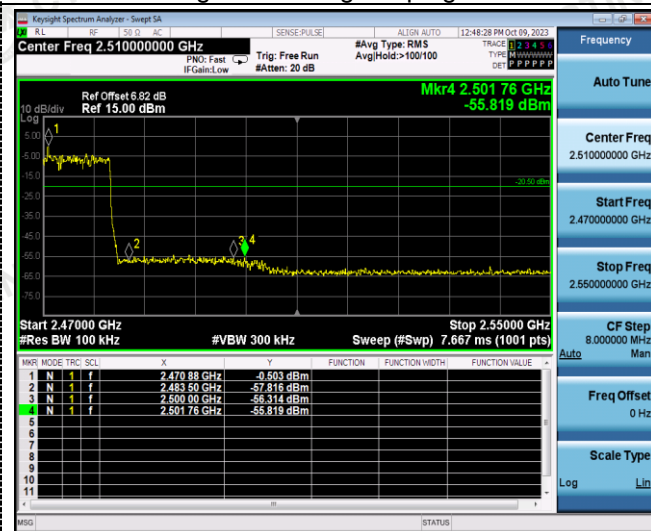 Keysight Spectrum Analyzer - Swept SA
RL RF 50 Ω AC SENSE:PULSE ALIGN AUTO 12:48:28 PM Oct 09, 2023
Center Freq 2.510000000 GHz
PNO: Fast
IFGain:Low
Trig: Free Run
#Atten: 20 dB
#Avg Type: RMS
Avg|Hold:>100/100
TRACE 1 2 3 4 5 6
TYPE M WWWWW
DET P P P P P P
Mkr4 2.501 76 GHz
-55.819 dBm
Ref Offset 6.82 dB
10 dB/div Ref 15.00 dBm
Log
5.00
-5.00
-15.0
-25.0
-35.0
-45.0
-55.0
-65.0
-75.0
1
2
3
4
-20.50 dBm
Start 2.47000 GHz Stop 2.55000 GHz
#Res BW 100 kHz #VBW 300 kHz Sweep (#Swp) 7.667 ms (1001 pts)
MKR MODE TRC SCL X Y FUNCTION FUNCTION WIDTH FUNCTION VALUE
1 N 1 f 2.470 88 GHz -0.503 dBm
2 N 1 f 2.483 50 GHz -57.816 dBm
3 N 1 f 2.500 00 GHz -56.314 dBm
4 N 1 f 2.501 76 GHz -55.819 dBm
5
6
7
8
9
10
11
MSG STATUS
Frequency
Auto Tune
Center Freq
2.510000000 GHz
Start Freq
2.470000000 GHz
Stop Freq
2.550000000 GHz
CF Step
8.000000 MHz
Auto Man
Freq Offset
0 Hz
Scale Type
Log Lin